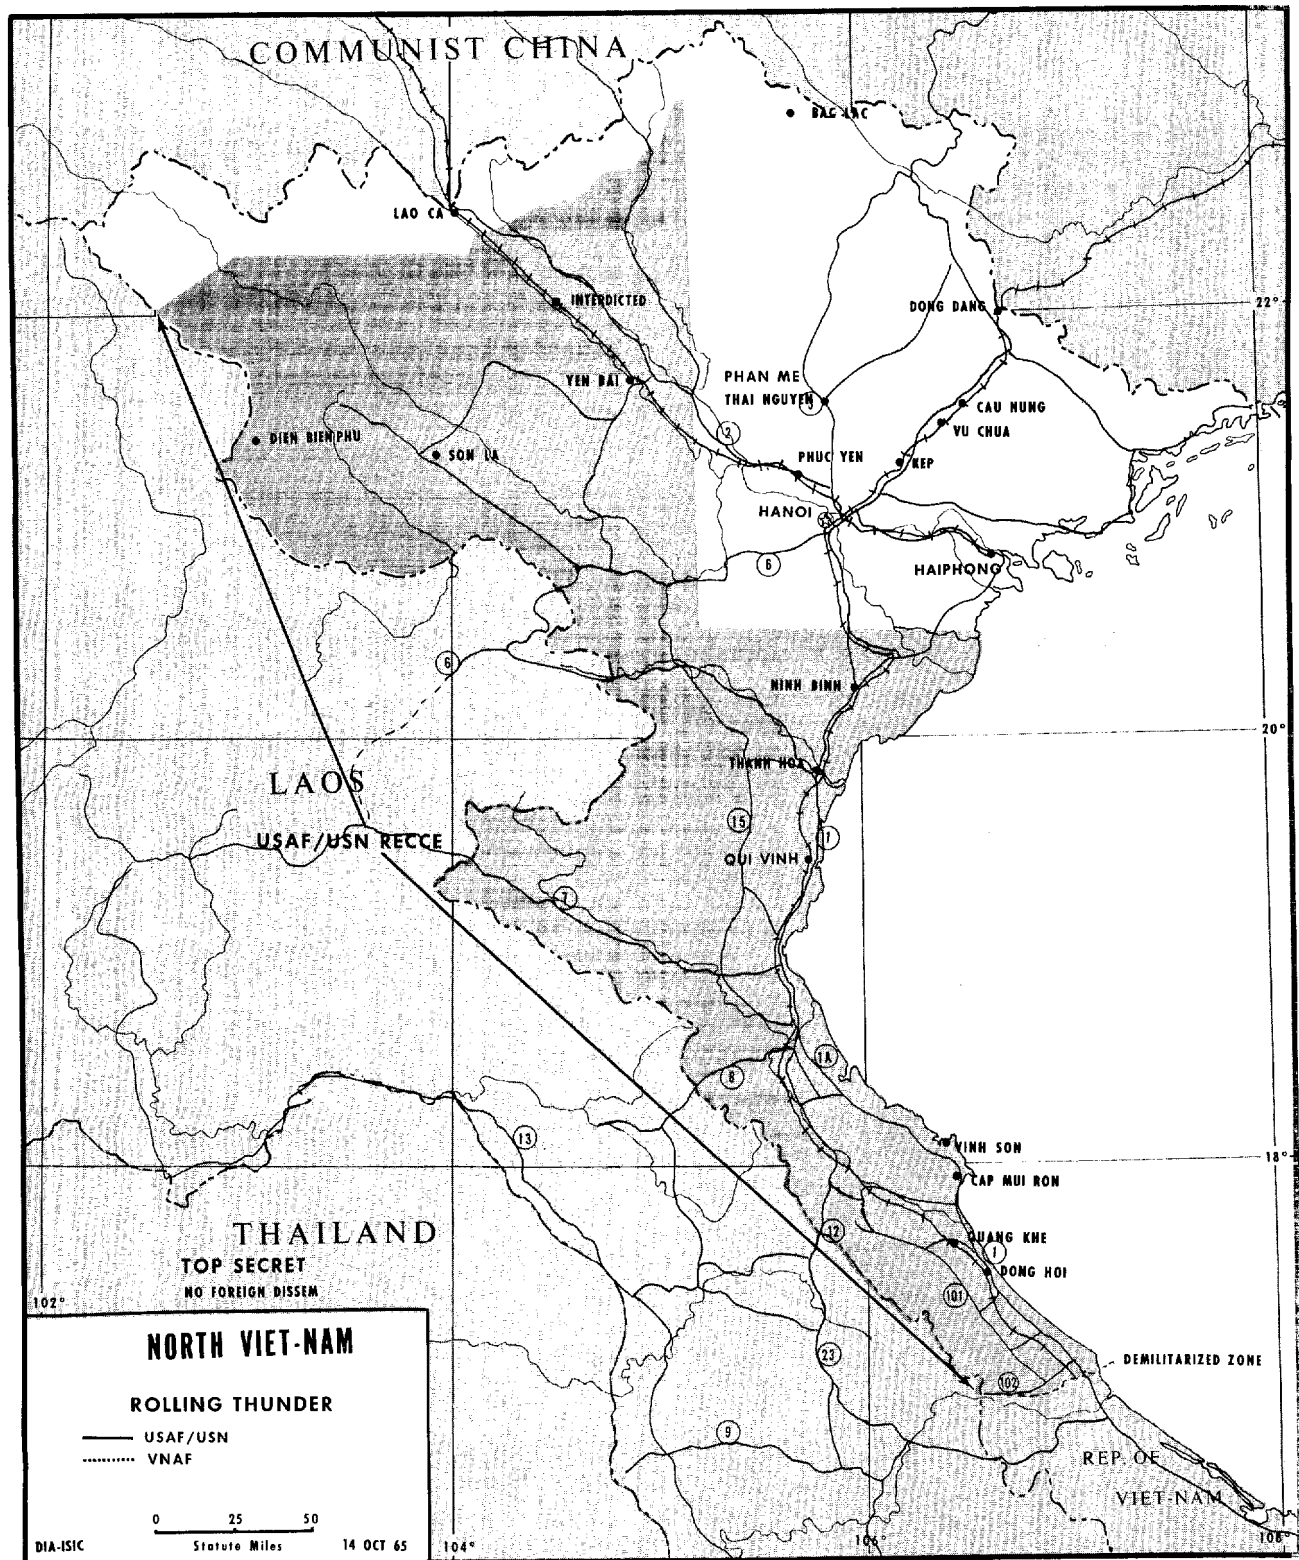 COMMUNIST CHINA
BAC LAC
LAO CA
INTERDICTED
DONG DANG
22°
YEN BAI
PHAN ME
THAI NGUYEN
3
CAU NUNG
VU CHUA
DIEN BIEN PHU
SON LA
2
PHUC YEN
KEP
HANOI
6
HAIPHONG
6
NINH BINH
20°
THANH HOA
LAOS
15
1
USAF/USN RECCE
QUI VINH
7
1A
8
13
VINH SON
18°
CAP MUI RON
THAILAND
12
QUANG KHE
1
TOP SECRET
DONG HOI
NO FOREIGN DISSEM
101
102°
NORTH VIET-NAM
23
DEMILITARIZED ZONE
102
ROLLING THUNDER
USAF/USN
9
VNAF
REP. OF
VIET-NAM
0 25 50
DIA-ISIC Statute Miles 14 OCT 65
104°
106°
108°